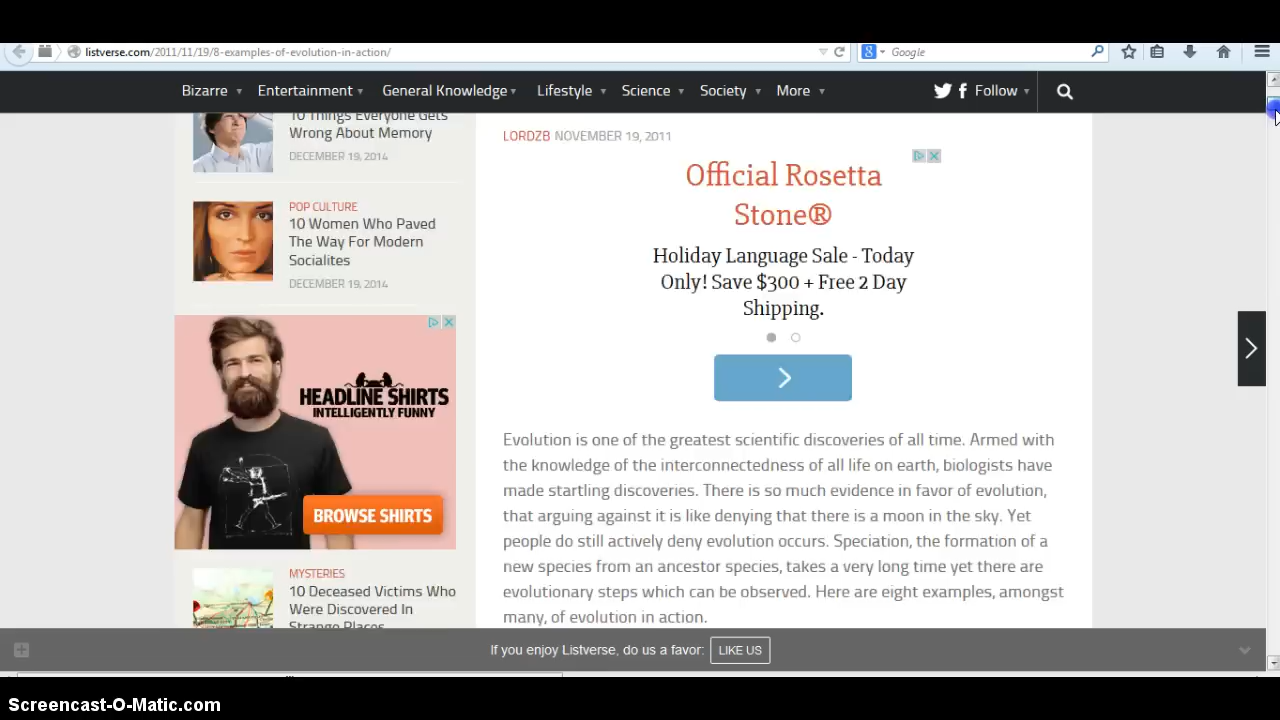 listverse.com/2011/11/19/8-examples-of-evolution-in-action/
Google
Bizarre
Entertainment
General Knowledge
Lifestyle
Science
Society
More
Follow
10 Things Everyone Gets
Wrong About Memory
DECEMBER 19, 2014
POP CULTURE
10 Women Who Paved
The Way For Modern
Socialites
DECEMBER 19, 2014
HEADLINE SHIRTS
INTELLIGENTLY FUNNY
BROWSE SHIRTS
MYSTERIES
10 Deceased Victims Who
Were Discovered In
Strange Places
LORDZB NOVEMBER 19, 2011
Official Rosetta
Stone®
Holiday Language Sale - Today
Only! Save $300 + Free 2 Day
Shipping.
Evolution is one of the greatest scientific discoveries of all time. Armed with
the knowledge of the interconnectedness of all life on earth, biologists have
made startling discoveries. There is so much evidence in favor of evolution,
that arguing against it is like denying that there is a moon in the sky. Yet
people do still actively deny evolution occurs. Speciation, the formation of a
new species from an ancestor species, takes a very long time yet there are
evolutionary steps which can be observed. Here are eight examples, amongst
many, of evolution in action.
If you enjoy Listverse, do us a favor:
LIKE US
Screencast-O-Matic.com